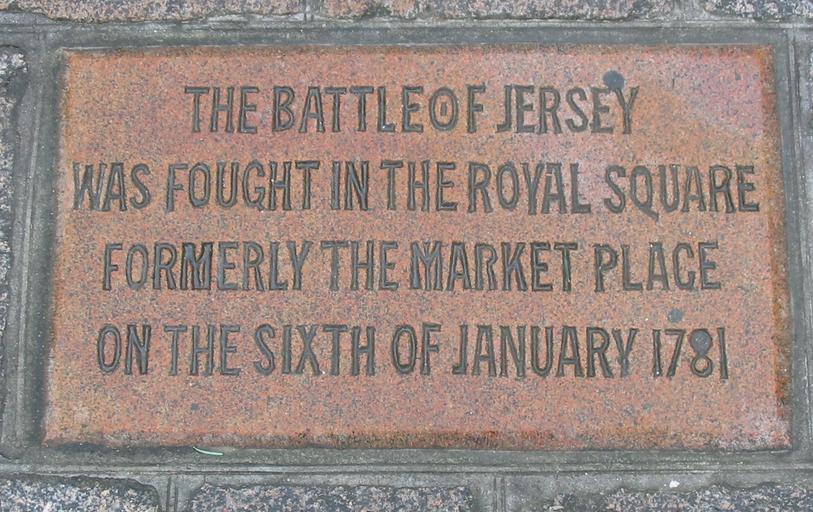 THE BATTLE OF JERSEY
WAS FOUGHT IN THE ROYAL SQUARE
FORMERLY THE MARKET PLACE
ON THE SIXTH OF JANUARY 1781